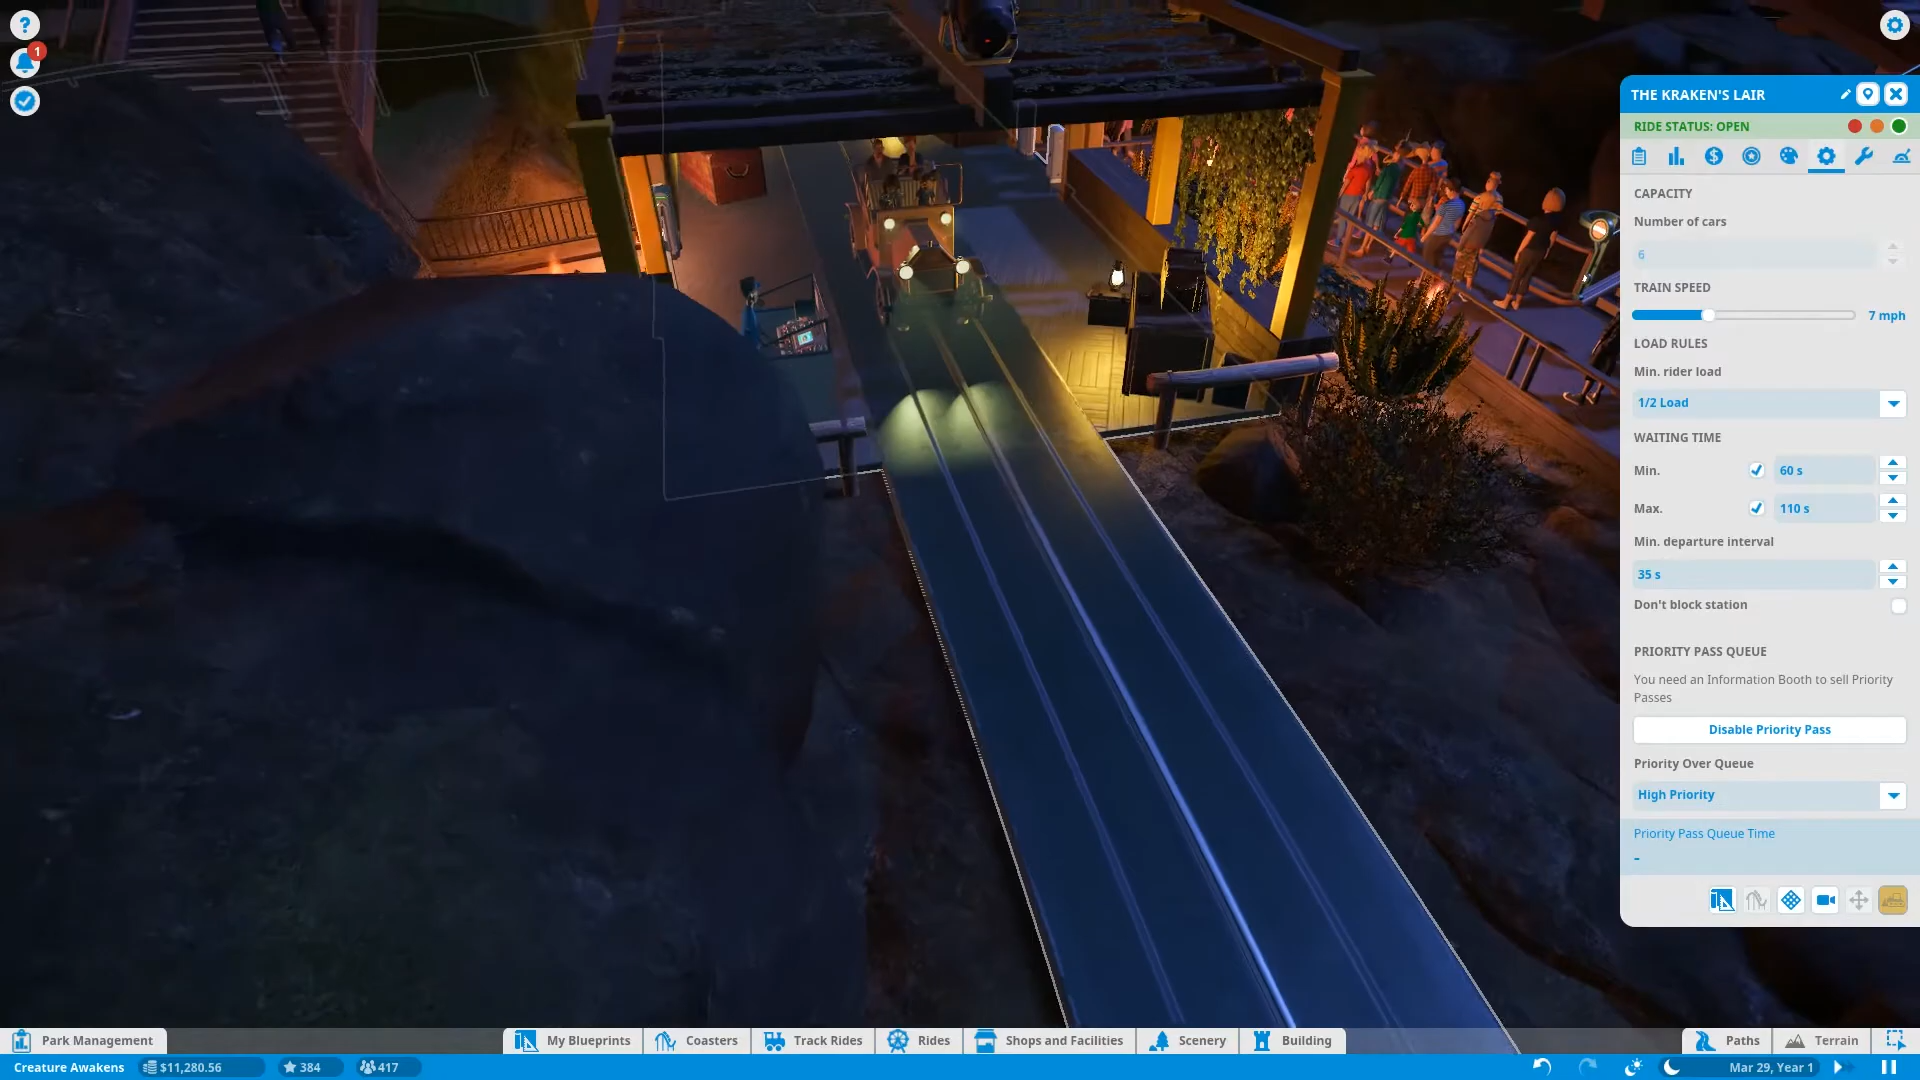 ?
1
THE KRAKEN'S LAIR
RIDE STATUS: OPEN
CAPACITY
Number of cars
6
TRAIN SPEED
7 mph
LOAD RULES
Min. rider load
1/2 Load
WAITING TIME
Min.
60 s
Max.
110 s
Min. departure interval
35 s
Don't block station
PRIORITY PASS QUEUE
You need an Information Booth to sell Priority
Passes
Disable Priority Pass
Priority Over Queue
High Priority
Priority Pass Queue Time
-
Park Management
My Blueprints
Coasters
Track Rides
Rides
Shops and Facilities
Scenery
Building
Paths
Terrain
Creature Awakens
$11,280.56
384
417
Mar 29, Year 1